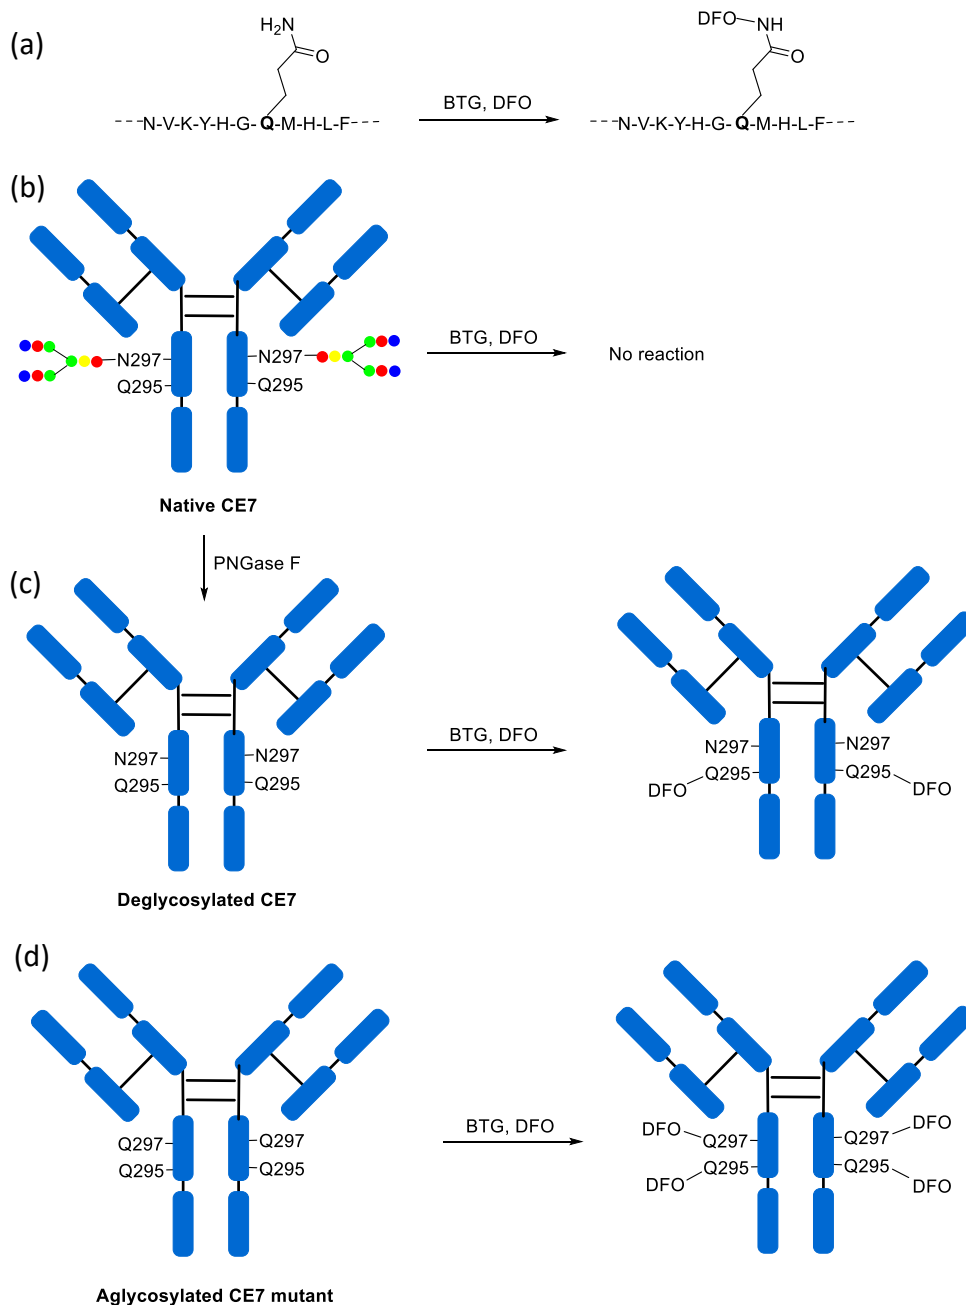 (a)
H₂N
O
N-V-K-Y-H-G-Q-M-H-L-F
BTG, DFO
DFO
NH
O
N-V-K-Y-H-G-Q-M-H-L-F
(b)
N297
Q295
N297
Q295
Native CE7
BTG, DFO
No reaction
PNGase F
(c)
N297
Q295
N297
Q295
Deglycosylated CE7
BTG, DFO
N297
Q295
DFO
N297
Q295
DFO
(d)
Q297
Q295
Q297
Q295
Aglycosylated CE7 mutant
BTG, DFO
DFO
Q297
Q295
DFO
Q297
DFO
Q295
DFO